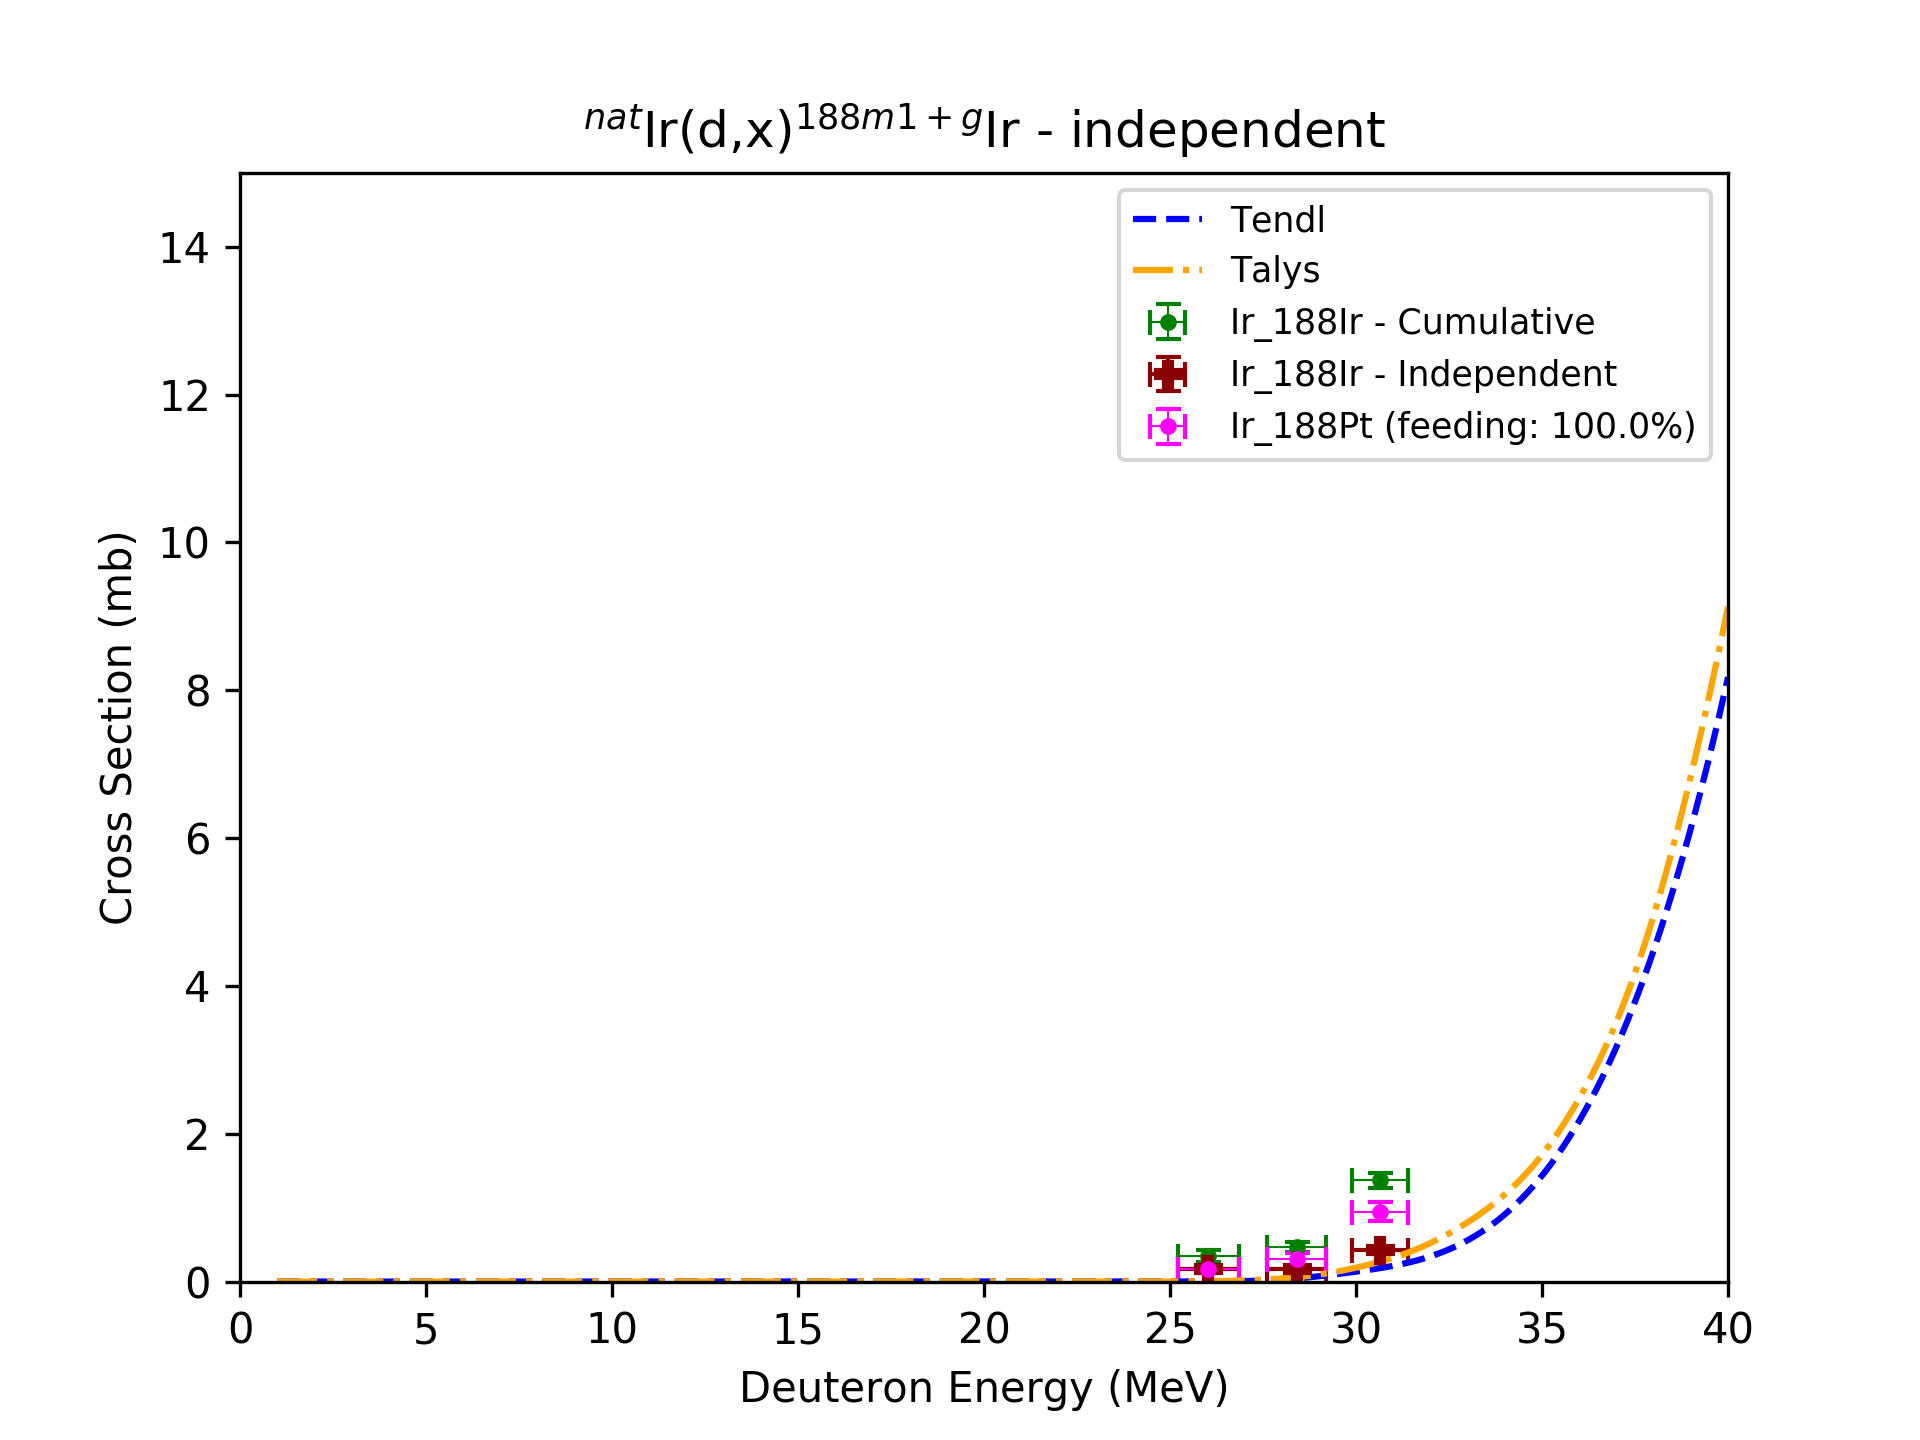 natIr(d,x)188m1+gIr - independent
Tendl
Talys
Ir_188Ir - Cumulative
Ir_188Ir - Independent
Ir_188Pt (feeding: 100.0%)
Cross Section (mb)
14
12
10
8
6
4
2
0
0 5 10 15 20 25 30 35 40
Deuteron Energy (MeV)